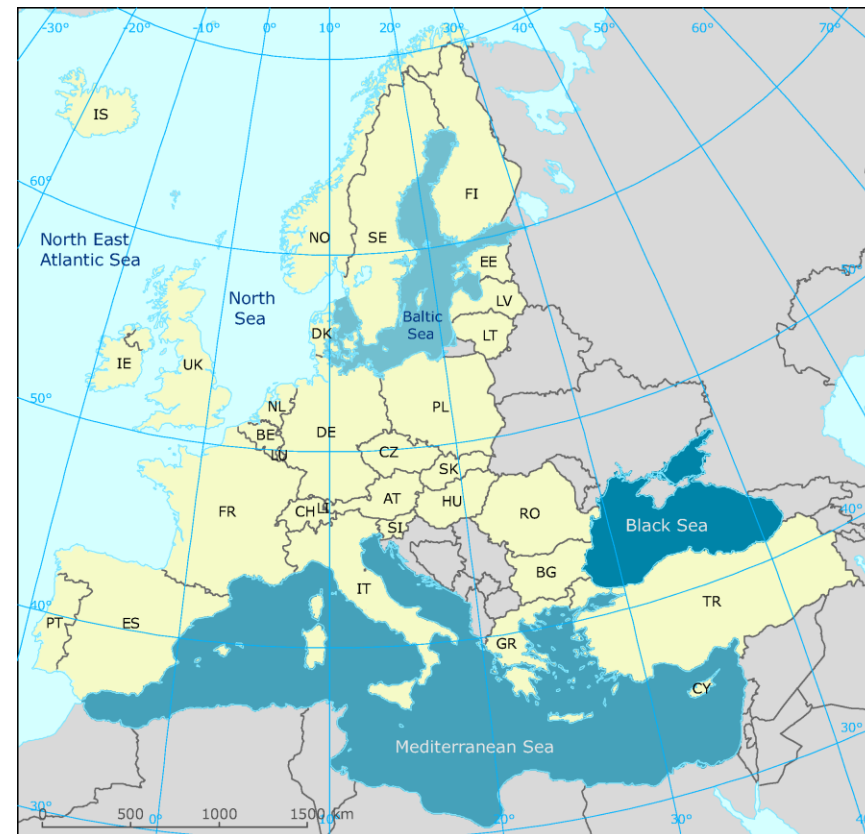 -30° -20° -10° 0° 10° 20° 30° 40° 50° 60° 70°
60°
IS
FI
NO SE
North East
Atlantic Sea
50°
EE
North
Sea
LV
Baltic
Sea
DK
LT
IE
UK
50°
NL
PL
BE
DE
LU
CZ
SK
AT
HU
CH
LI
FR
RO
40°
SI
Black Sea
BG
IT
TR
40°
PT
ES
GR
CY
Mediterranean Sea
30°
30°
0 500 1000 1500 km
0° 10° 20° 30° 4